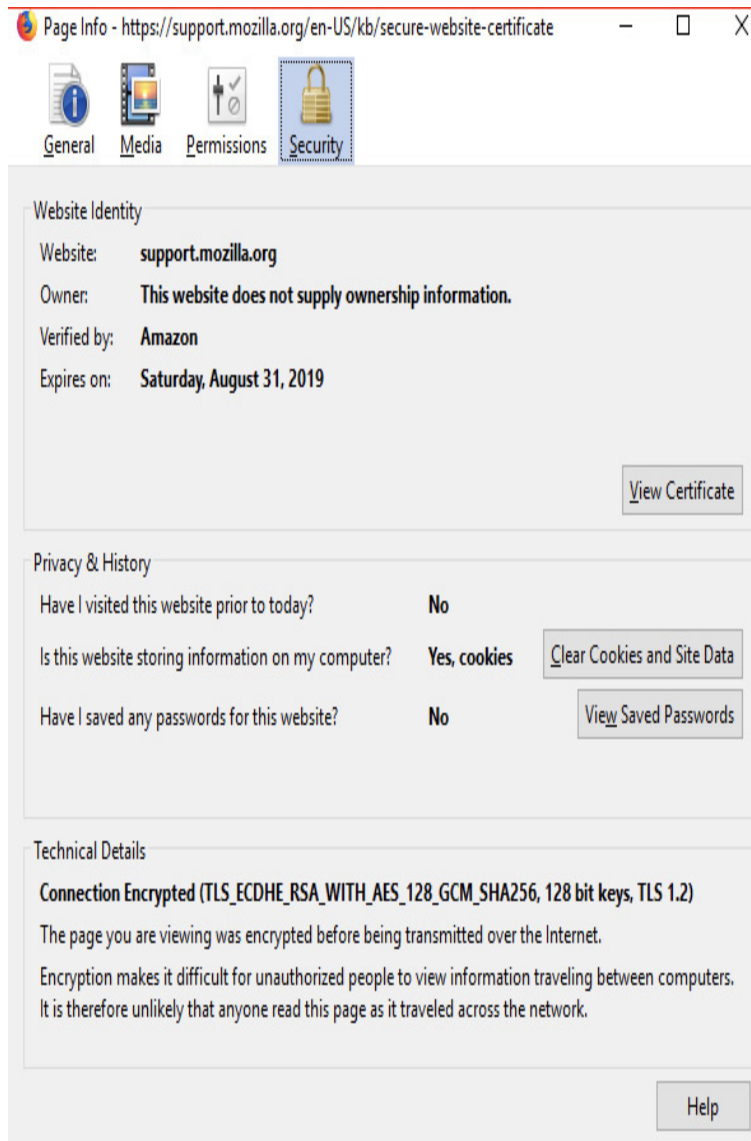 Page Info - https://support.mozilla.org/en-US/kb/secure-website-certificate
General Media Permissions Security
Website Identity
Website: support.mozilla.org
Owner: This website does not supply ownership information.
Verified by: Amazon
Expires on: Saturday, August 31, 2019
View Certificate
Privacy & History
Have I visited this website prior to today? No
Is this website storing information on my computer? Yes, cookies Clear Cookies and Site Data
Have I saved any passwords for this website? No View Saved Passwords
Technical Details
Connection Encrypted (TLS_ECDHE_RSA_WITH_AES_128_GCM_SHA256, 128 bit keys, TLS 1.2)
The page you are viewing was encrypted before being transmitted over the Internet.
Encryption makes it difficult for unauthorized people to view information traveling between computers.
It is therefore unlikely that anyone read this page as it traveled across the network.
Help